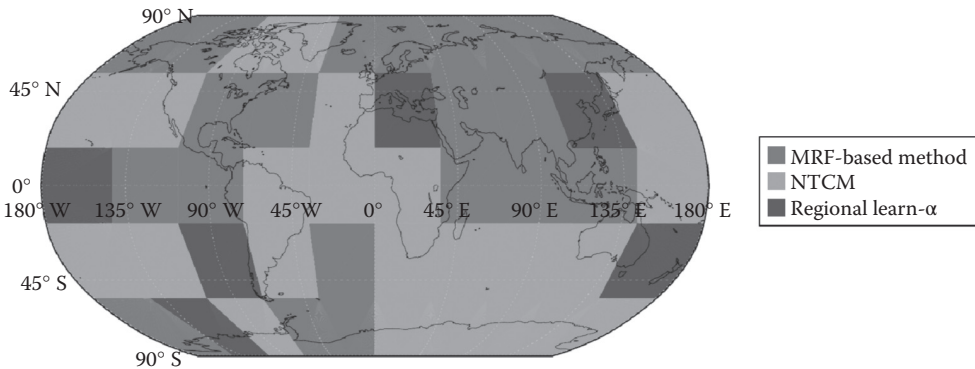 90° N
45° N
0°
180° W 135° W 90° W 45° W 0° 45° E 90° E 135° E 180° E
45° S
90° S
MRF-based method
NTCM
Regional learn-α